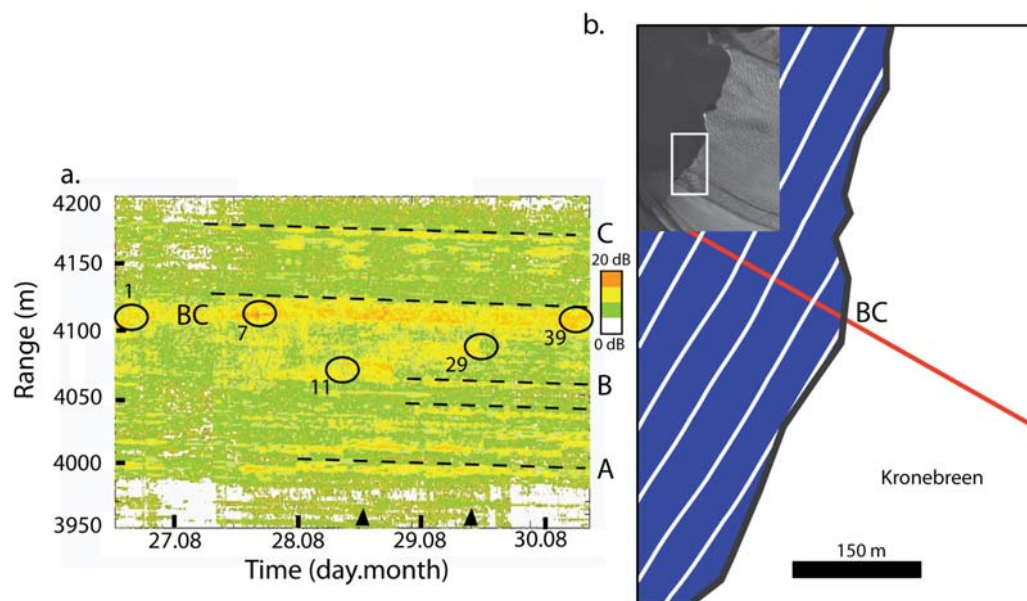 a.
4200
4150
4100
4050
4000
3950
Range (m)
27.08
28.08
29.08
30.08
Time (day.month)
1
BC
7
11
29
39
C
B
A
20 dB
0 dB
b.
BC
Kronebreen
150 m